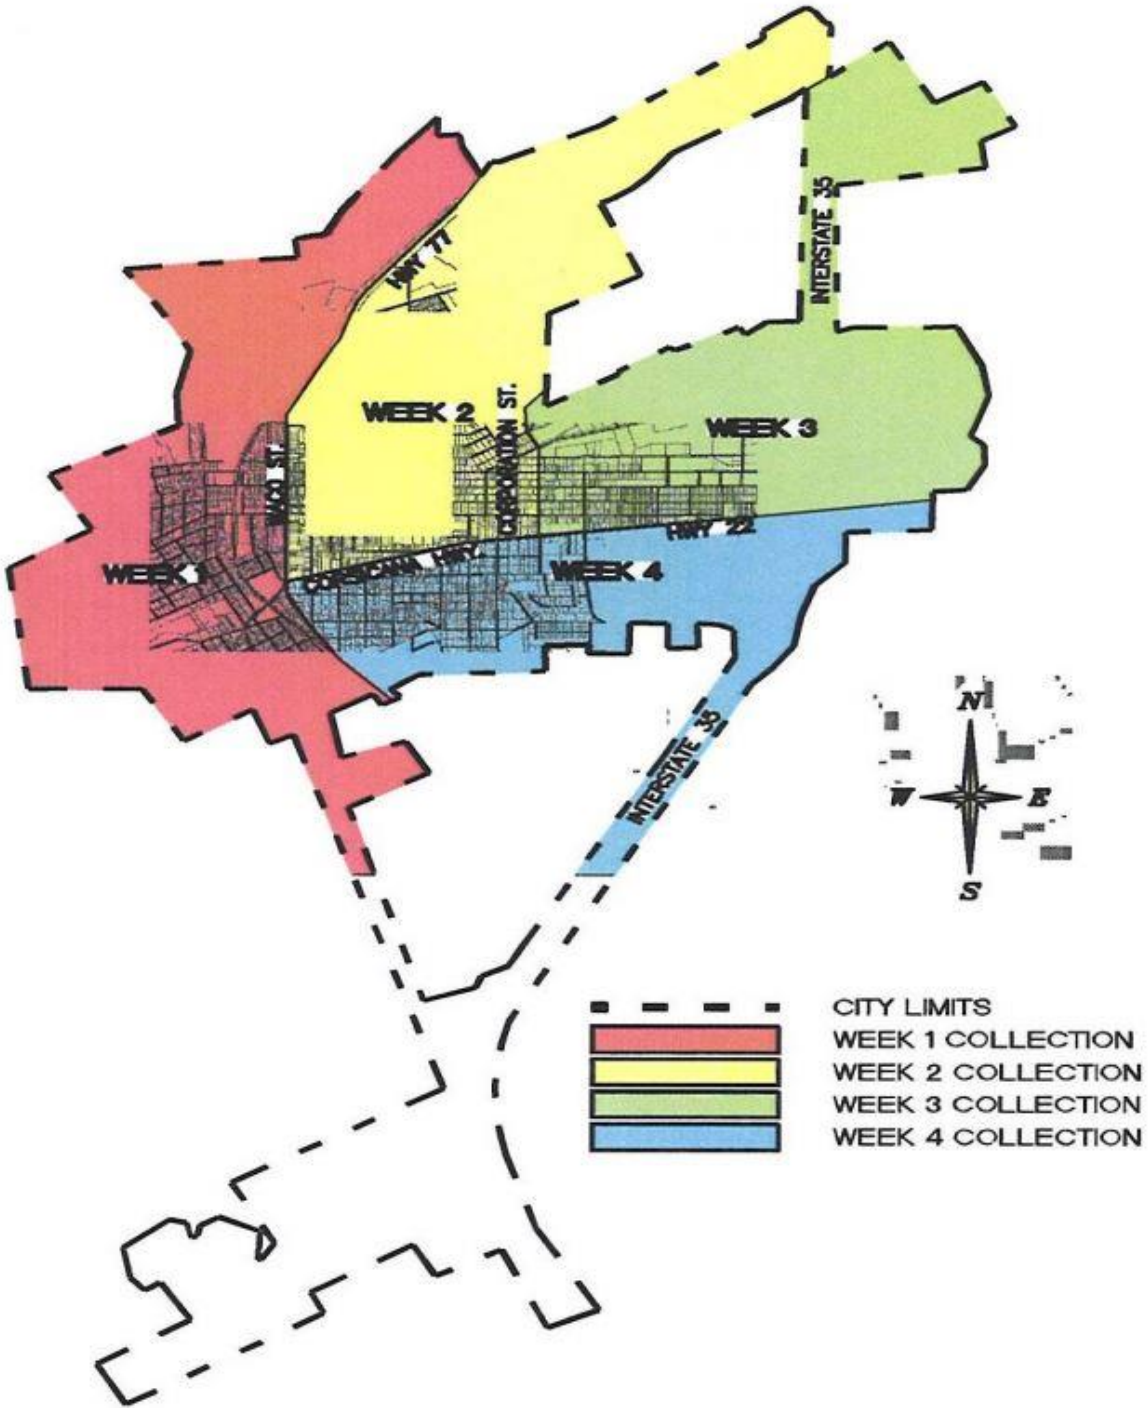 HWY 77
INTERSTATE 35
WEEK 2
CORPORATION ST.
WEEK 3
WACO ST.
HWY 22
CORSICANA HWY.
WEEK 1
WEEK 4
INTERSTATE 35
N
W E
S
CITY LIMITS
WEEK 1 COLLECTION
WEEK 2 COLLECTION
WEEK 3 COLLECTION
WEEK 4 COLLECTION